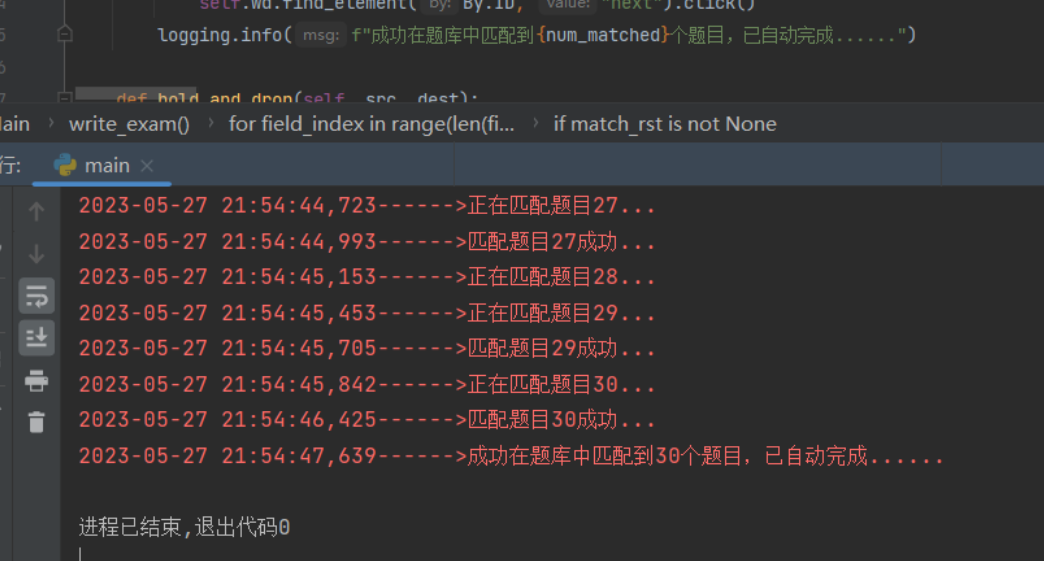 self.wd.find_element( by: By.ID, value: "next").click()
logging.info( msg: f"成功在题库中匹配到{num_matched}个题目，已自动完成......")
def hold_and_drop(self, src, dest):
write_exam() › for field_index in range(len(fi... › if match_rst is not None
行: main
2023-05-27 21:54:44,723------>正在匹配题目27...
2023-05-27 21:54:44,993------>匹配题目27成功...
2023-05-27 21:54:45,153------>正在匹配题目28...
2023-05-27 21:54:45,453------>正在匹配题目29...
2023-05-27 21:54:45,705------>匹配题目29成功...
2023-05-27 21:54:45,842------>正在匹配题目30...
2023-05-27 21:54:46,425------>匹配题目30成功...
2023-05-27 21:54:47,639------>成功在题库中匹配到30个题目，已自动完成......
进程已结束,退出代码0